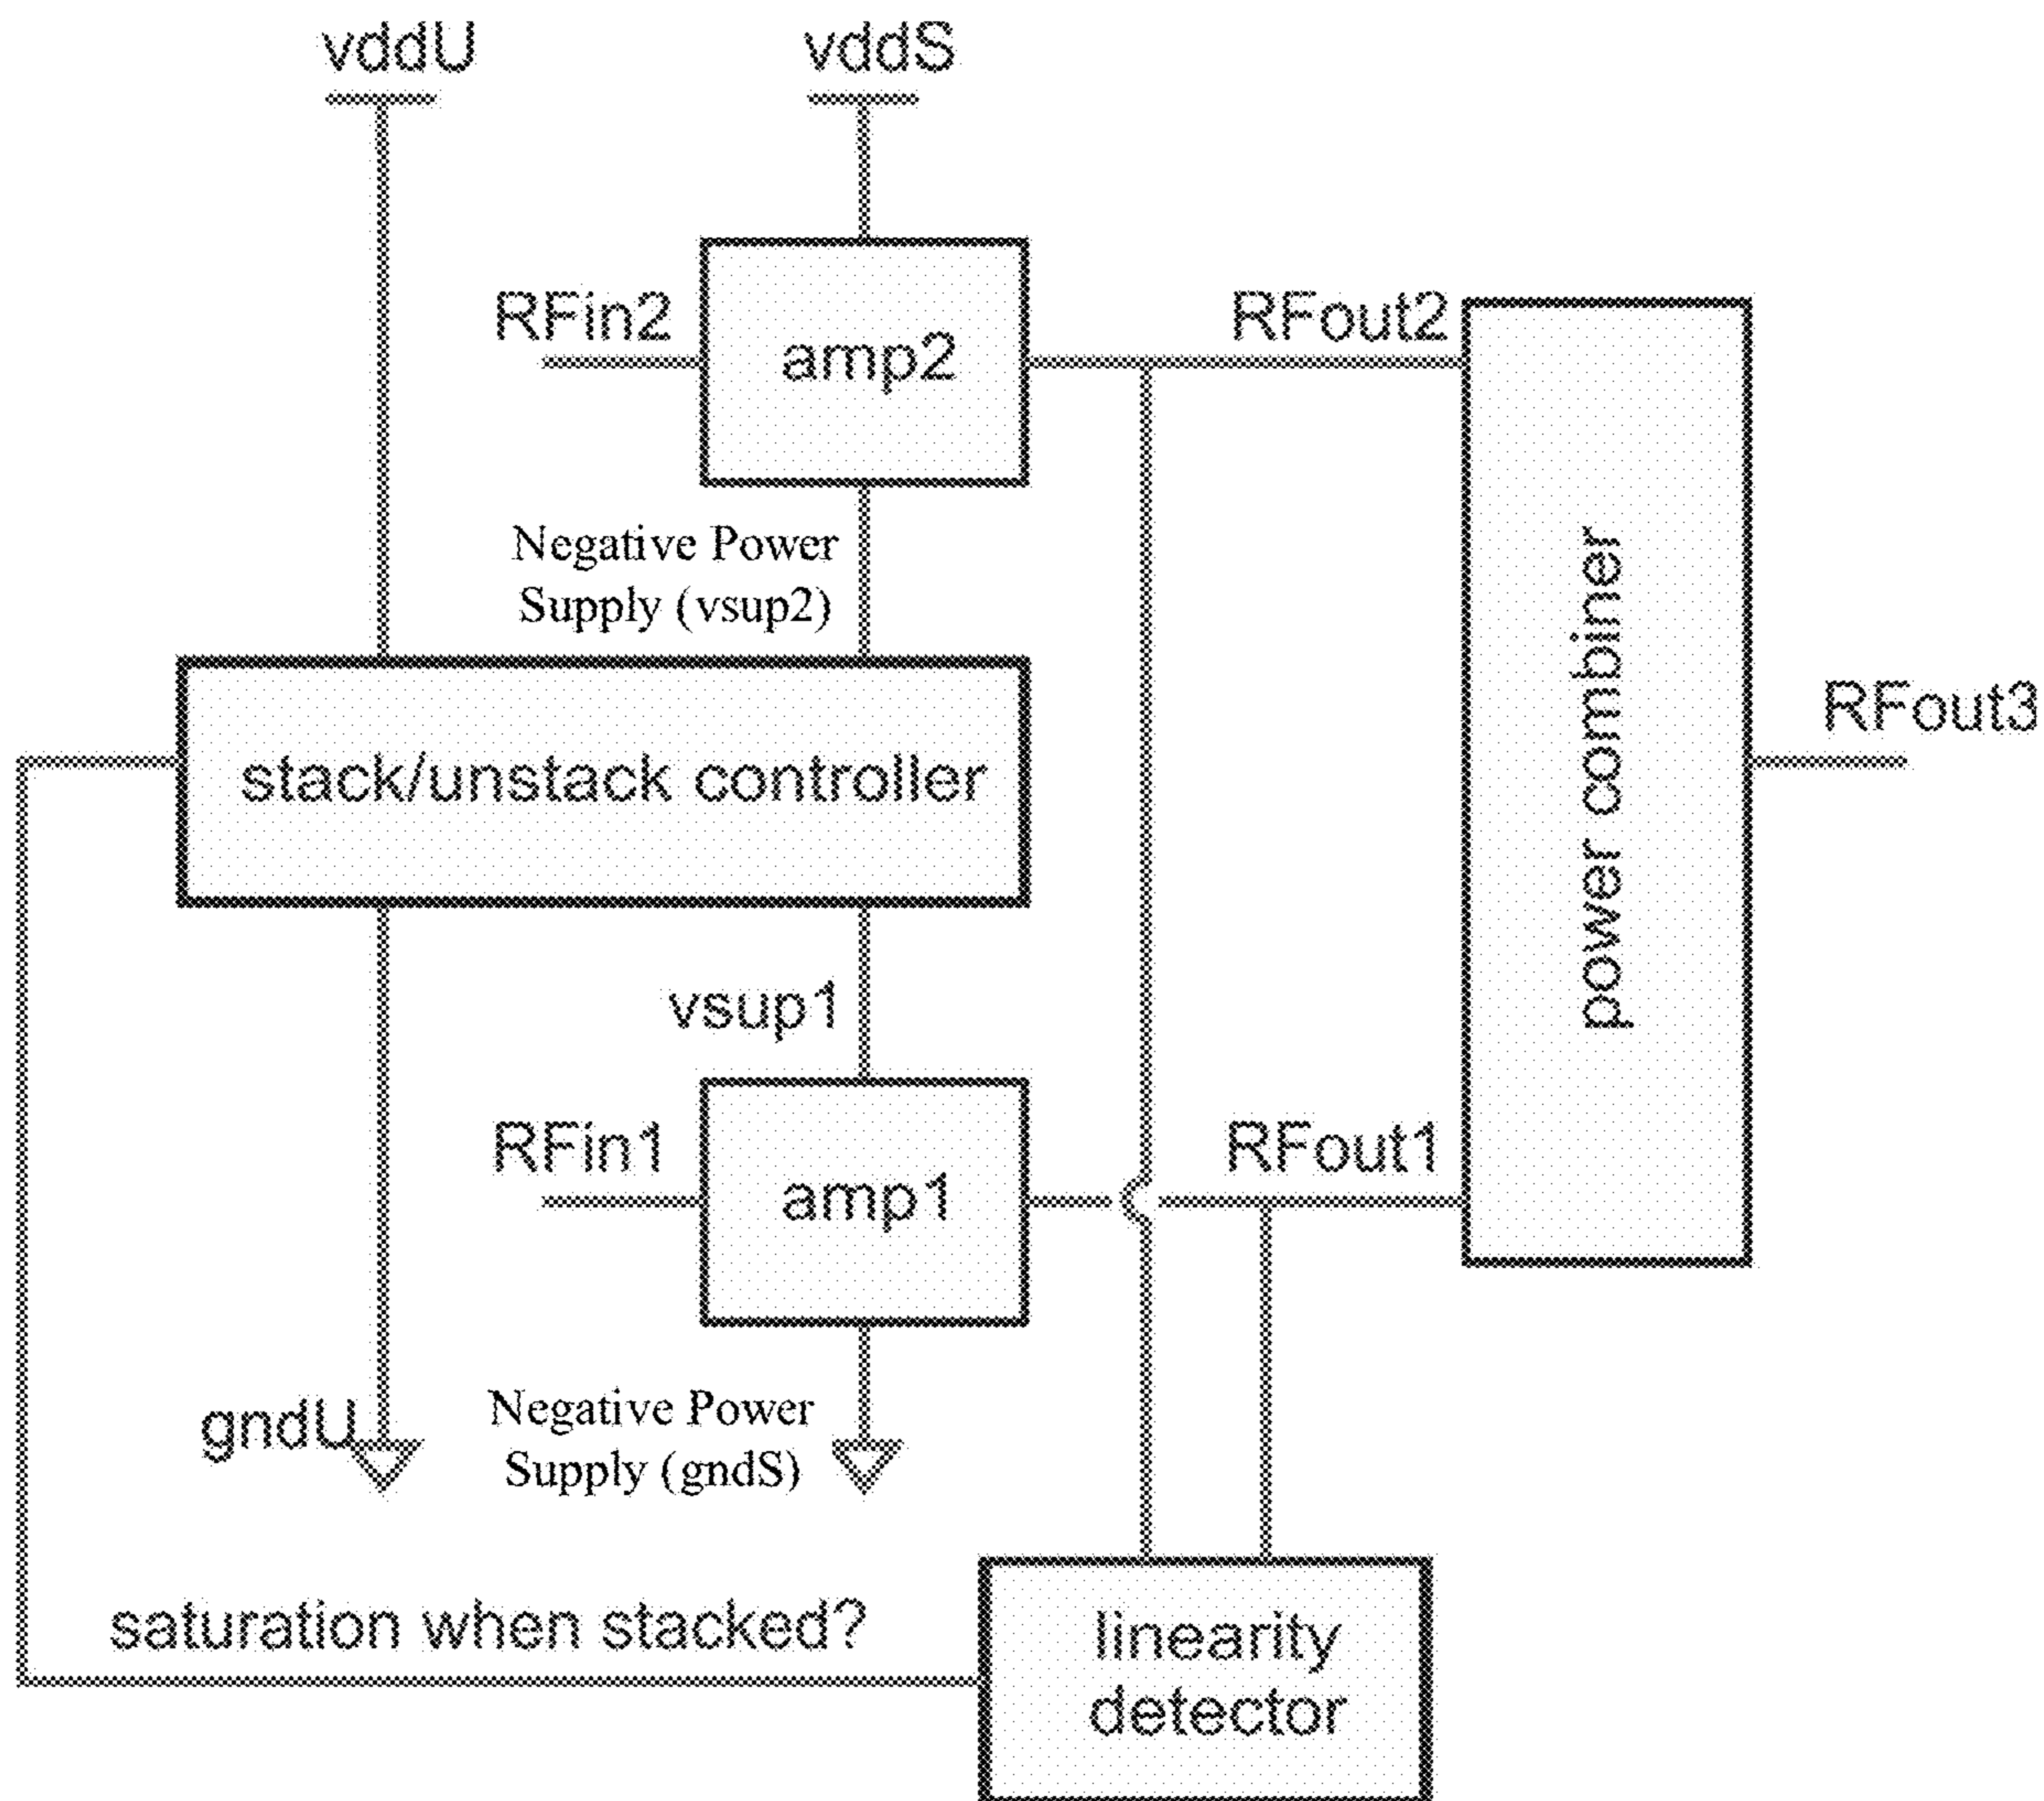 vddU
vddS
RFin2
amp2
RFout2
Negative Power
Supply (vsup2)
power combiner
RFout3
stack/unstack controller
vsup1
RFin1
amp1
RFout1
gndU
Negative Power
Supply (gndS)
saturation when stacked?
linearity
detector